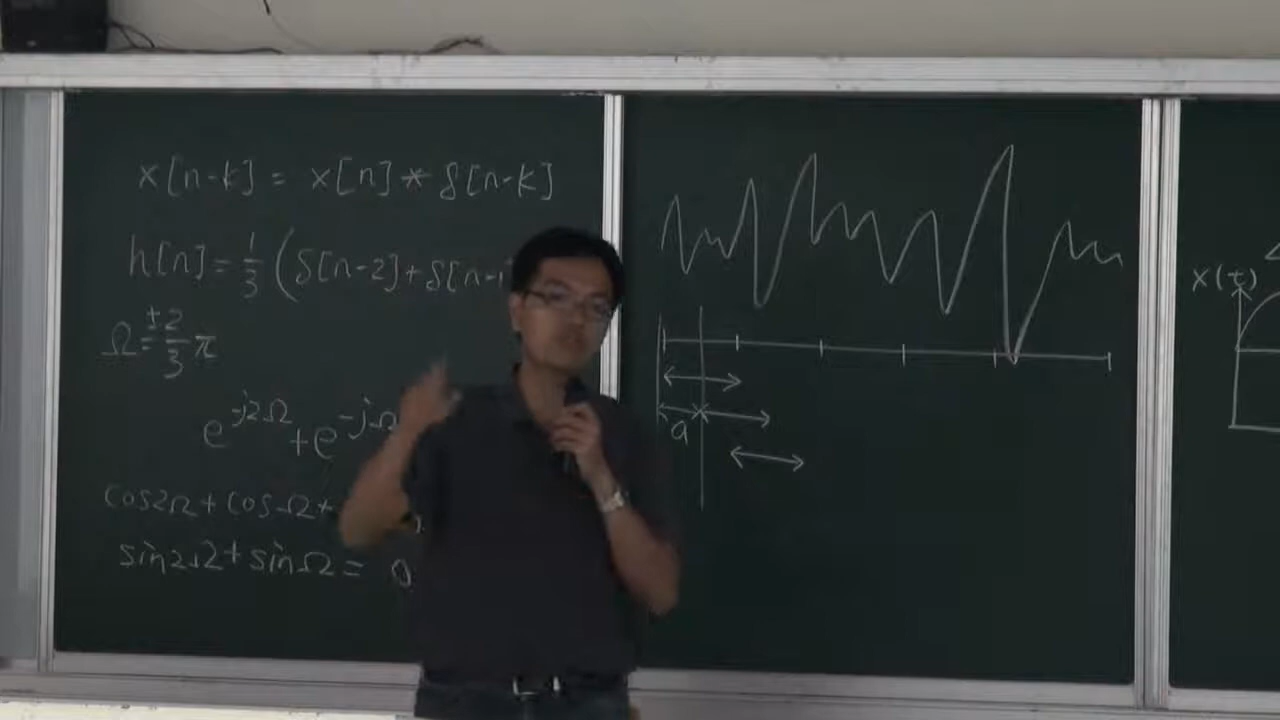 x[n-k] = x[n] * δ[n-k]
h[n] = 1/3 (δ[n-2] + δ[n-1
Ω = ±2/3 π
e^-j2Ω + e^-jΩ
cos2Ω + cosΩ +
sin2Ω + sinΩ = 0
a
x(t)